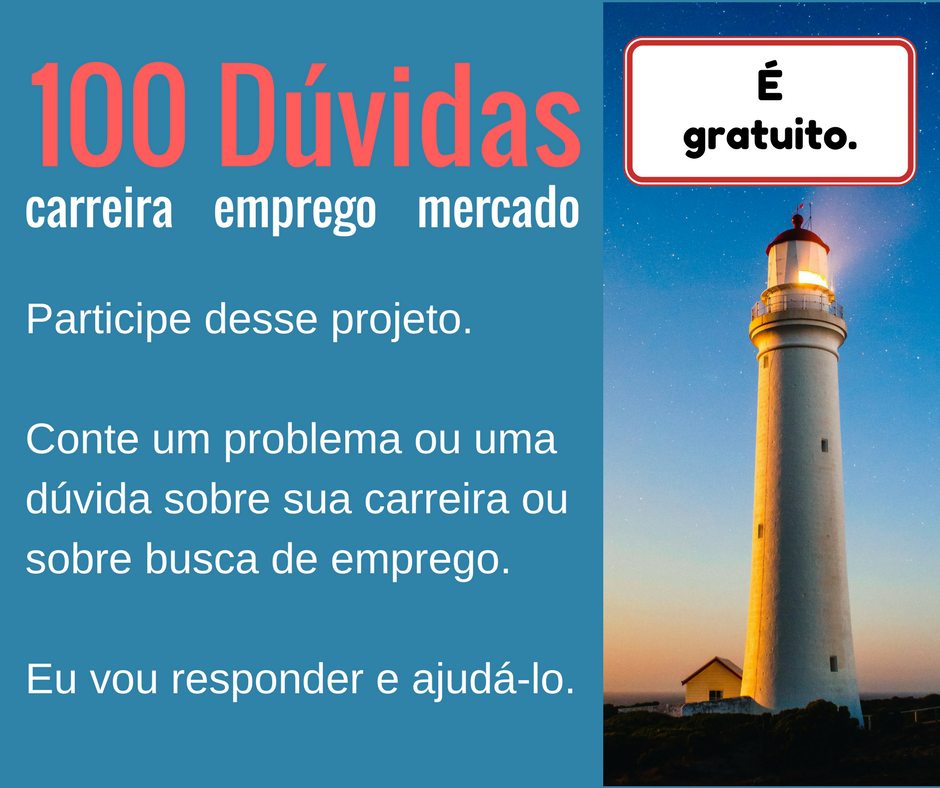 100 Dúvidas
carreira emprego mercado
Participe desse projeto.
Conte um problema ou uma
dúvida sobre sua carreira ou
sobre busca de emprego.
Eu vou responder e ajudá-lo.
É
gratuito.